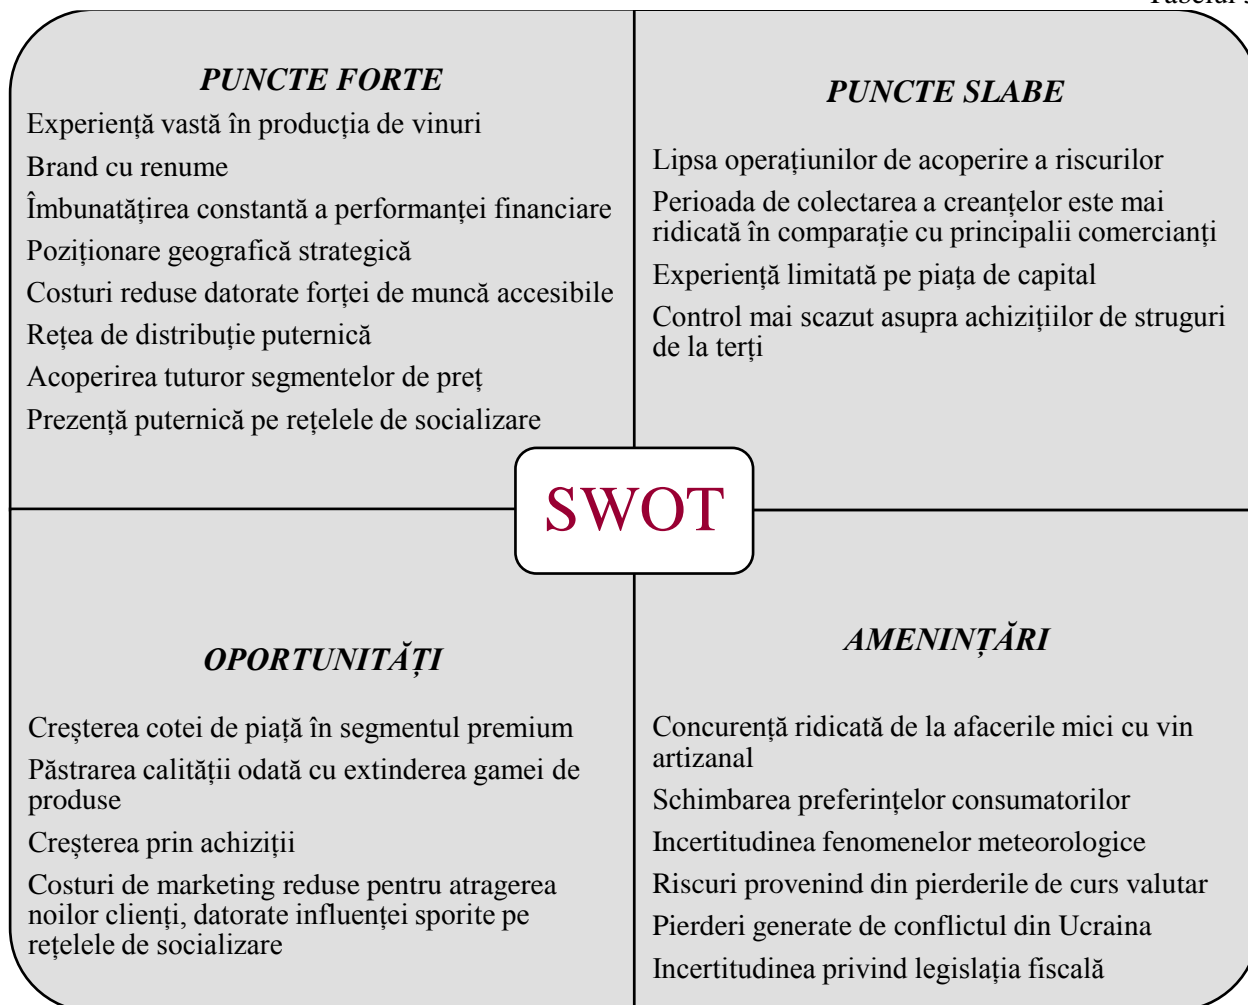 Tabelul
PUNCTE FORTE
Experiență vastă în producția de vinuri
Brand cu renume
Îmbunatățirea constantă a performanței financiare
Poziționare geografică strategică
Costuri reduse datorate forței de muncă accesibile
Rețea de distribuție puternică
Acoperirea tuturor segmentelor de preț
Prezență puternică pe rețelele de socializare
PUNCTE SLABE
Lipsa operațiunilor de acoperire a riscurilor
Perioada de colectarea a creanțelor este mai
ridicată în comparație cu principalii comercianți
Experiență limitată pe piața de capital
Control mai scazut asupra achizițiilor de struguri
de la terți
SWOT
OPORTUNITĂȚI
Creșterea cotei de piață în segmentul premium
Păstrarea calității odată cu extinderea gamei de
produse
Creșterea prin achiziții
Costuri de marketing reduse pentru atragerea
noilor clienți, datorate influenței sporite pe
rețelele de socializare
AMENINȚĂRI
Concurență ridicată de la afacerile mici cu vin
artizanal
Schimbarea preferințelor consumatorilor
Incertitudinea fenomenelor meteorologice
Riscuri provenind din pierderile de curs valutar
Pierderi generate de conflictul din Ucraina
Incertitudinea privind legislația fiscală